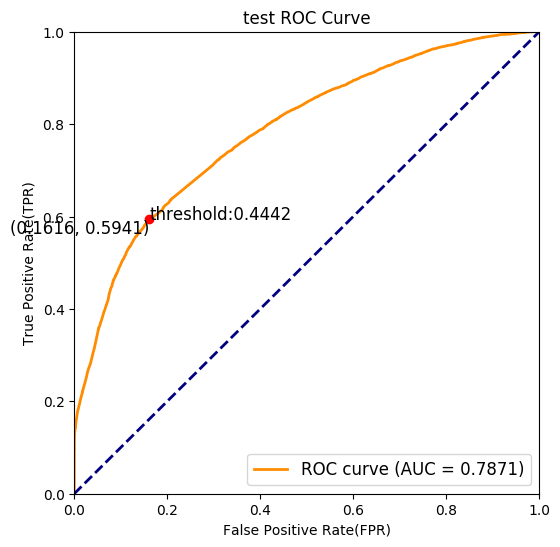 test ROC Curve
1.0
0.8
0.6
0.4
0.2
0.0
True Positive Rate(TPR)
threshold:0.4442
(0.1616, 0.5941)
ROC curve (AUC = 0.7871)
0.0 0.2 0.4 0.6 0.8 1.0
False Positive Rate(FPR)